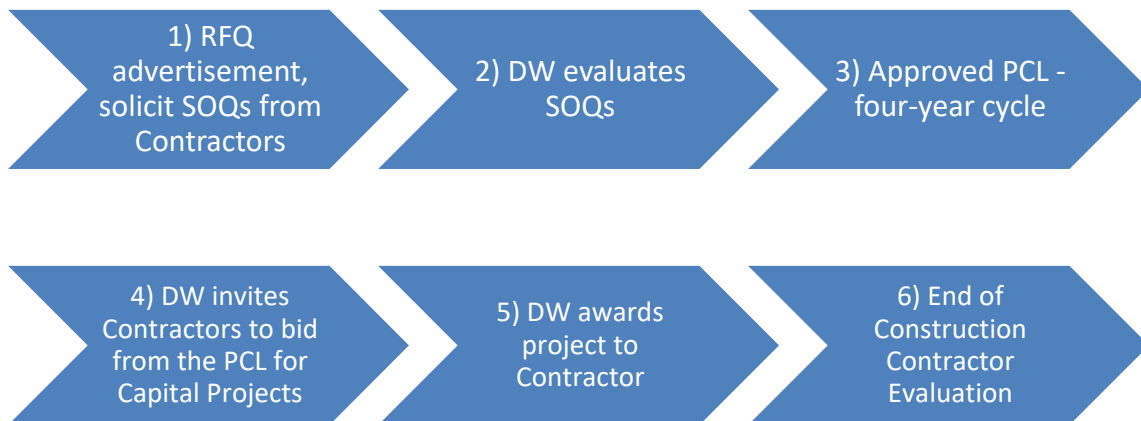 1) RFQ
advertisement,
solicit SOQs from
Contractors
2) DW evaluates
SOQs
3) Approved PCL -
four-year cycle
4) DW invites
Contractors to bid
from the PCL for
Capital Projects
5) DW awards
project to
Contractor
6) End of
Construction
Contractor
Evaluation